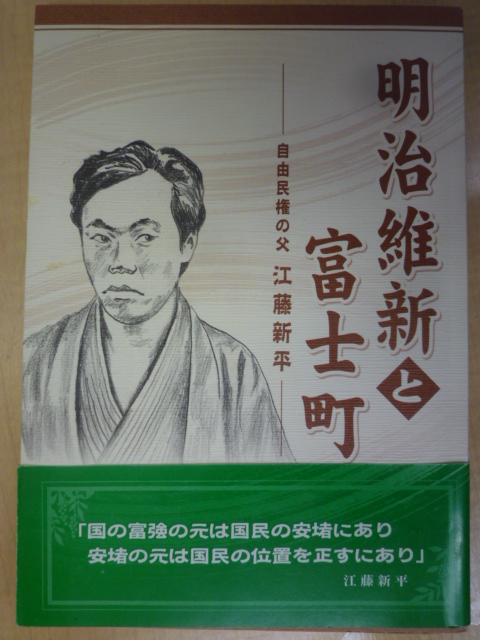 明治維新と
富士町
自由民権の父 江藤新平
「国の富強の元は国民の安堵にあり
安堵の元は国民の位置を正すにあり」
江藤新平